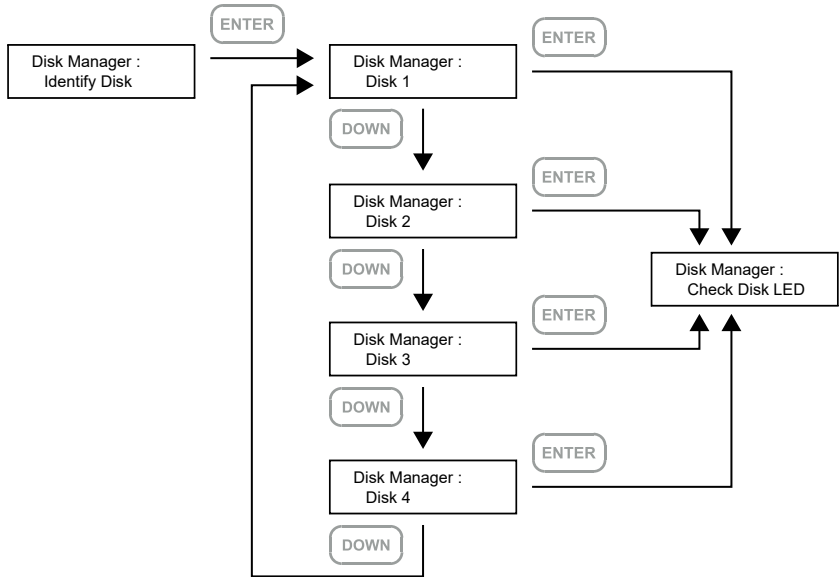 ENTER
Disk Manager :
Identify Disk
Disk Manager :
Disk 1
ENTER
DOWN
Disk Manager :
Disk 2
ENTER
DOWN
Disk Manager :
Check Disk LED
Disk Manager :
Disk 3
ENTER
DOWN
Disk Manager :
Disk 4
ENTER
DOWN